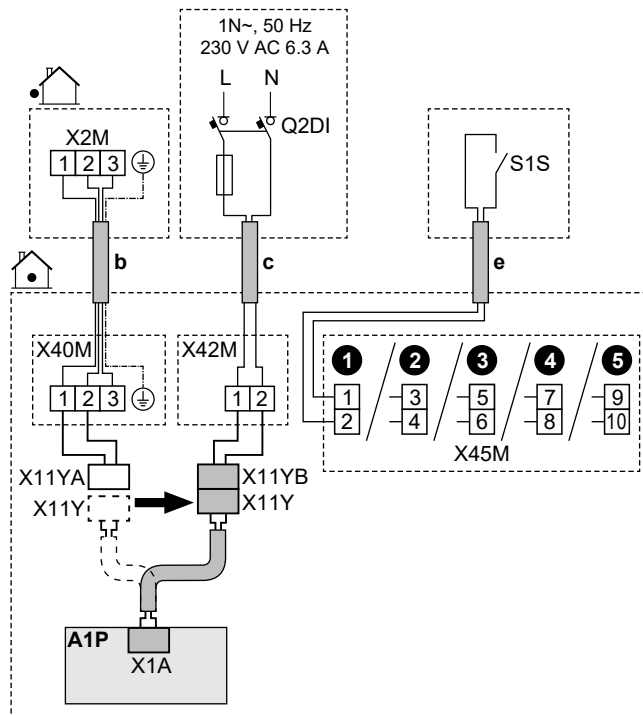 1N~, 50 Hz
230 V AC 6.3 A
L N
Q2DI
X2M
1 2 3
S1S
b
c
e
X40M
1 2 3
X42M
1 2
1 2 3 4 5
1 3 5 7 9
2 4 6 8 10
X45M
X11YA
X11Y
X11YB
X11Y
A1P
X1A